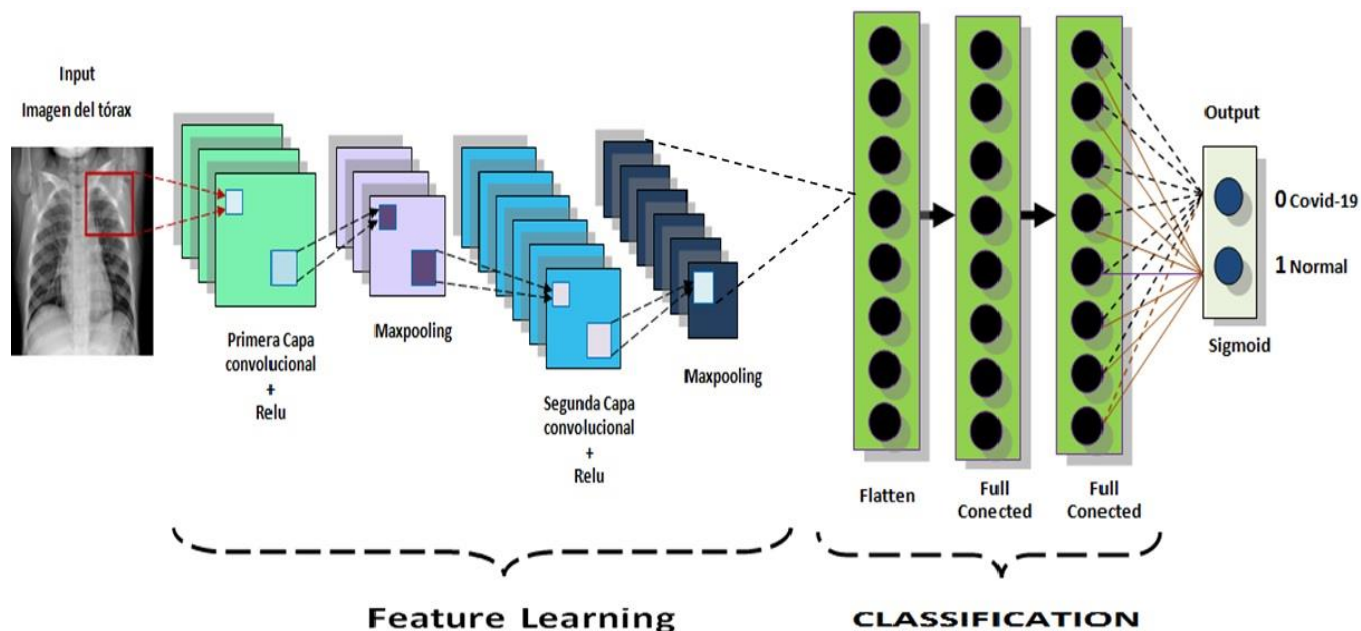 Input
Imagen del tórax
Primera Capa
convolucional
+
Relu
Maxpooling
Segunda Capa
convolucional
+
Relu
Maxpooling
Flatten
Full
Conected
Full
Conected
Output
0 Covid-19
1 Normal
Sigmoid
Feature Learning
CLASSIFICATION